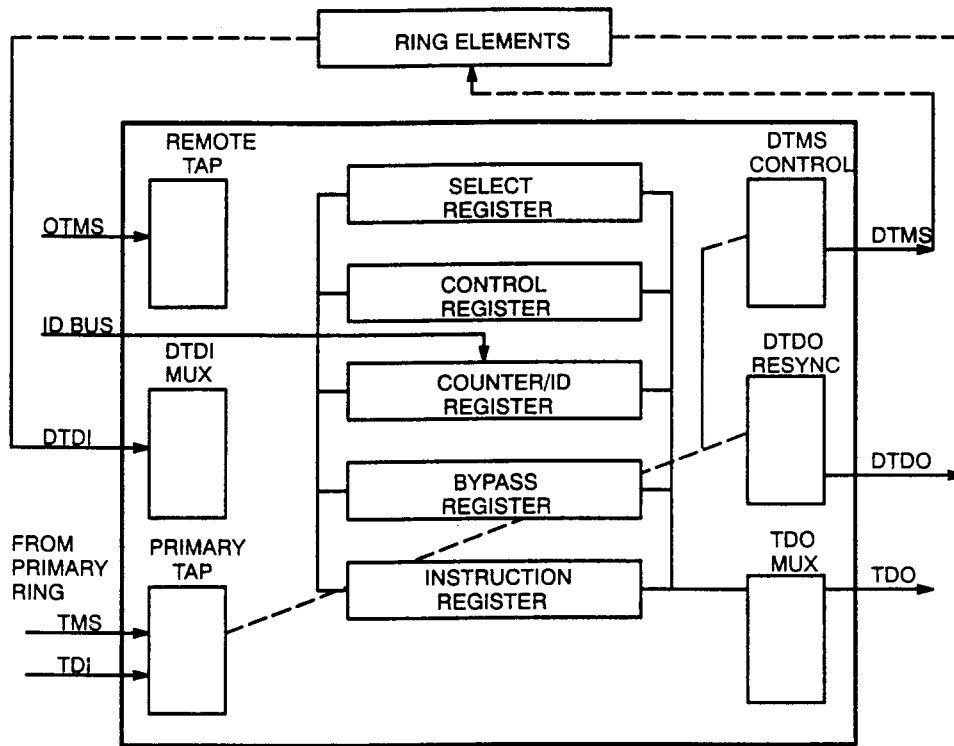 RING ELEMENTS
REMOTE
TAP
DTMS
CONTROL
SELECT
REGISTER
OTMS
DTMS
CONTROL
REGISTER
ID BUS
DTDI
MUX
DTDO
RESYNC
COUNTER/ID
REGISTER
DTDI
BYPASS
REGISTER
DTDO
FROM
PRIMARY
RING
PRIMARY
TAP
TDO
MUX
INSTRUCTION
REGISTER
TDO
TMS
TDI